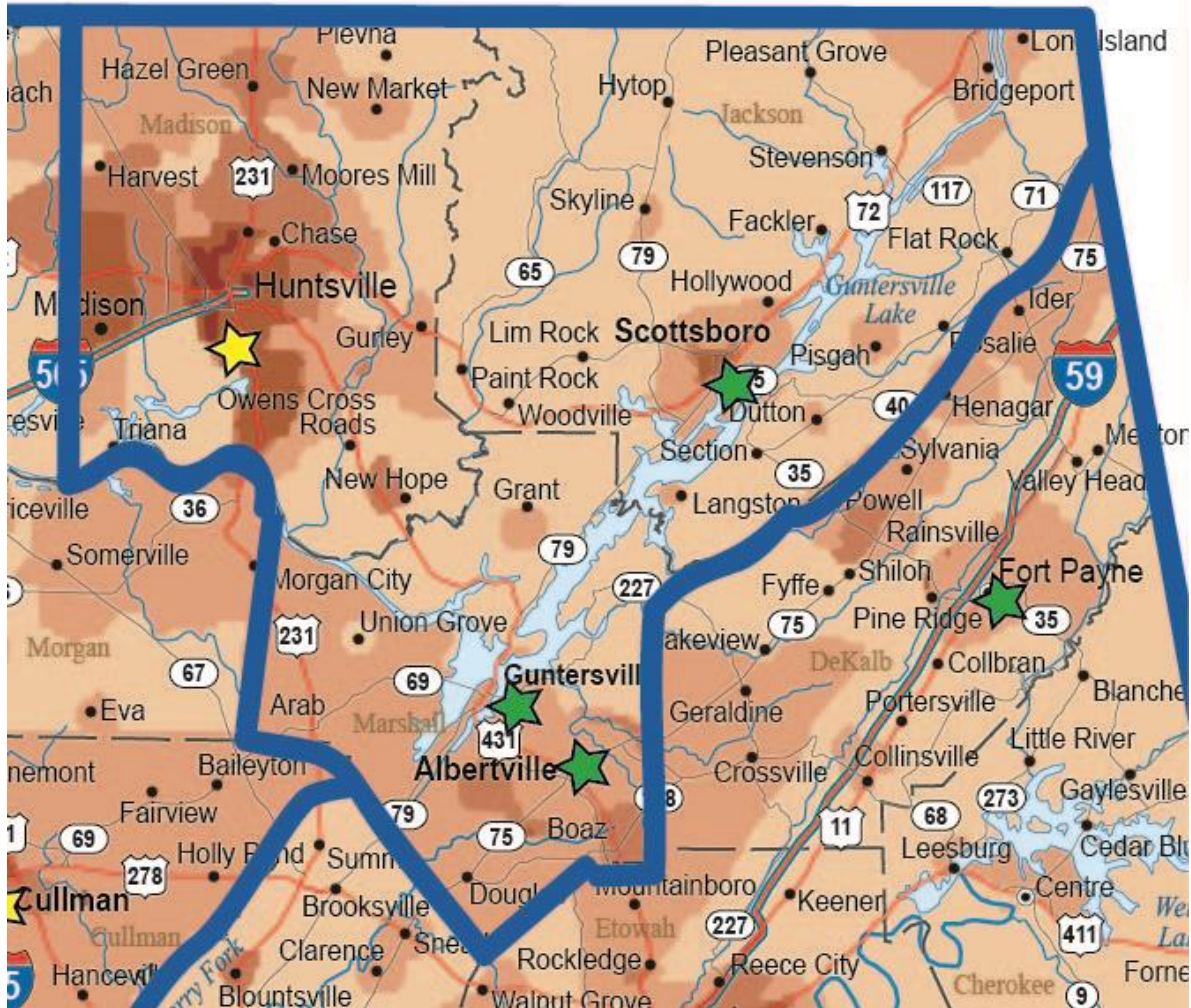 Plevna
Long Island
Hazel Green
New Market
Pleasant Grove
Hytop
Bridgeport
Madison
Jackson
Stevenson
Harvest
231
Moores Mill
Skyline
117
71
72
Fackler
Chase
79
Flat Rock
75
65
Huntsville
Hollywood
Guntersville
Lake
Ider
Madison
Scottsboro
Gurley
Lim Rock
Pisgah
Rosalie
565
59
Paint Rock
Woodville
Owens Cross
Roads
Dutton
40
Henagar
Triana
Section
35
Sylvania
Valley Head
New Hope
Grant
Langston
Powell
36
Rainsville
Somerville
79
Morgan City
227
Fyffe
Shiloh
Fort Payne
Union Grove
Pine Ridge
35
231
75
Morgan
67
69
Guntersvill
DeKalb
Collbran
Arab
Portersville
Blanche
Eva
Marshall
431
Geraldine
Little River
Albertville
Collinsville
Baileyton
Crossville
273
Gaylesville
Fairview
79
69
75
Boaz
11
68
Holly Pond
278
Leesburg
Cedar Blu
Cullman
Mountainboro
Centre
Brooksville
Keener
Cullman
Etowah
227
411
Clarence
Rockledge
Reece City
Cherokee
Blountsville
Walnut Grove
9